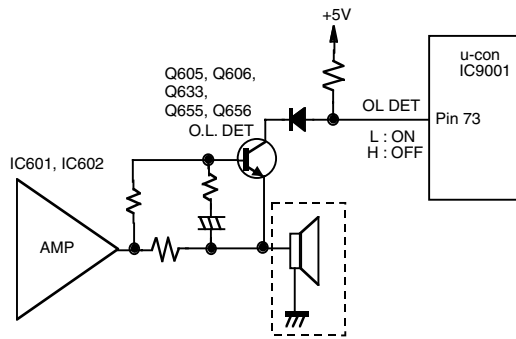 +5V
u-con
IC9001
Q605, Q606,
Q633,
Q655, Q656
O.L. DET
OL DET
Pin 73
L : ON
H : OFF
IC601, IC602
AMP